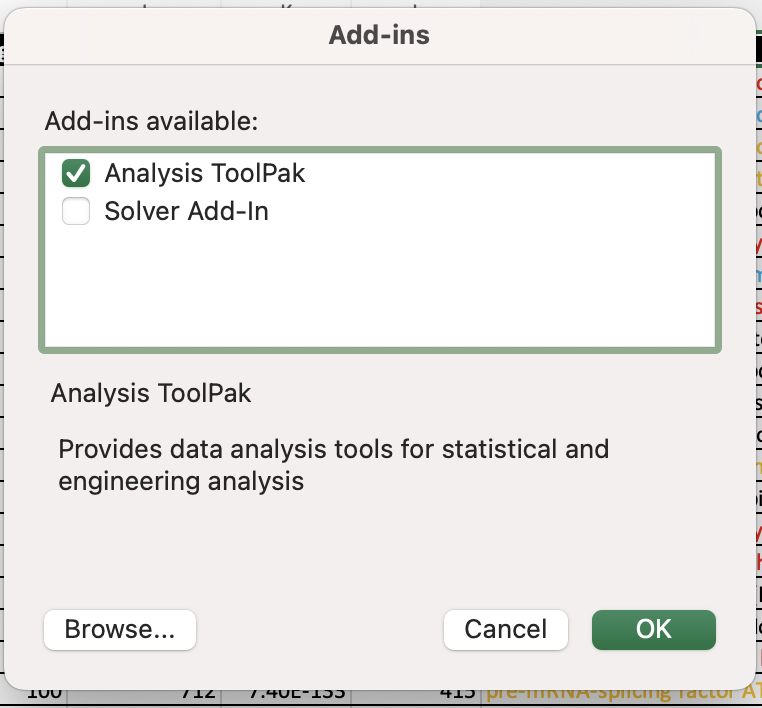 Add-ins
Add-ins available:
Analysis ToolPak
Solver Add-In
Analysis ToolPak
Provides data analysis tools for statistical and
engineering analysis
Browse...
Cancel
OK
100 712 7.40E-133 415 pre-mRNA-splicing factor AT